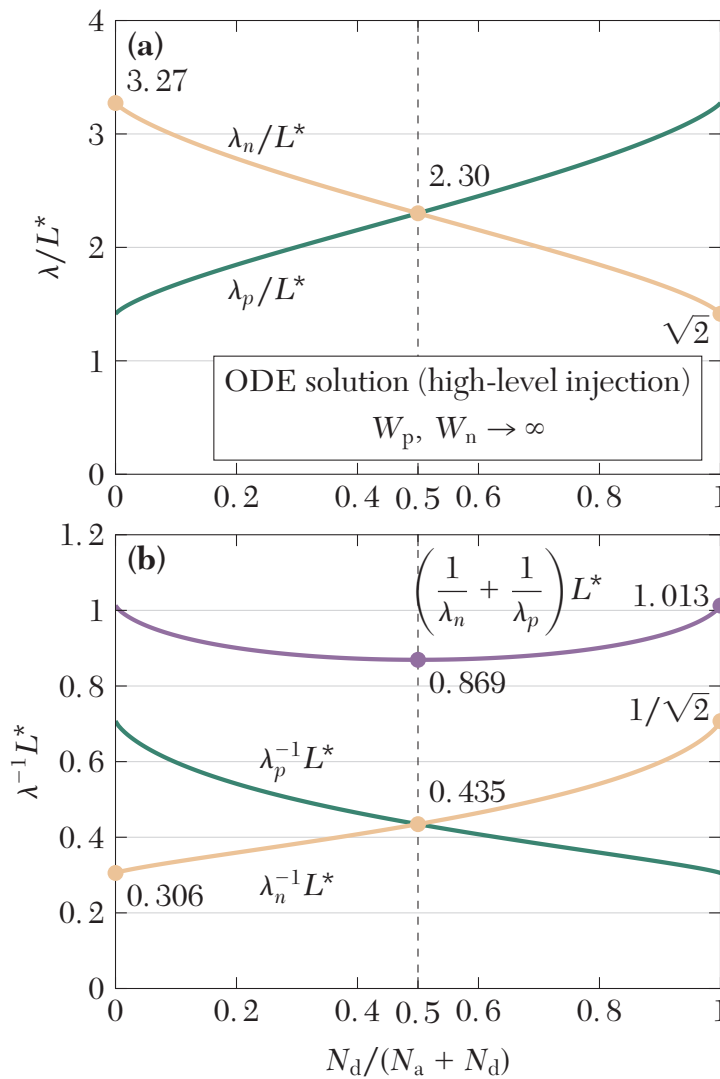 (a)
4
3
2
1
0
λ/L*
3.27
λn/L*
2.30
λp/L*
√2
ODE solution (high-level injection)
Wp, Wn → ∞
0 0.2 0.4 0.5 0.6 0.8 1
(b)
1.2
1
0.8
0.6
0.4
0.2
0
λ⁻¹L*
(1/λn + 1/λp) L*
1.013
0.869
1/√2
λp⁻¹L*
0.435
0.306
λn⁻¹L*
0 0.2 0.4 0.5 0.6 0.8 1
Nd/(Na + Nd)